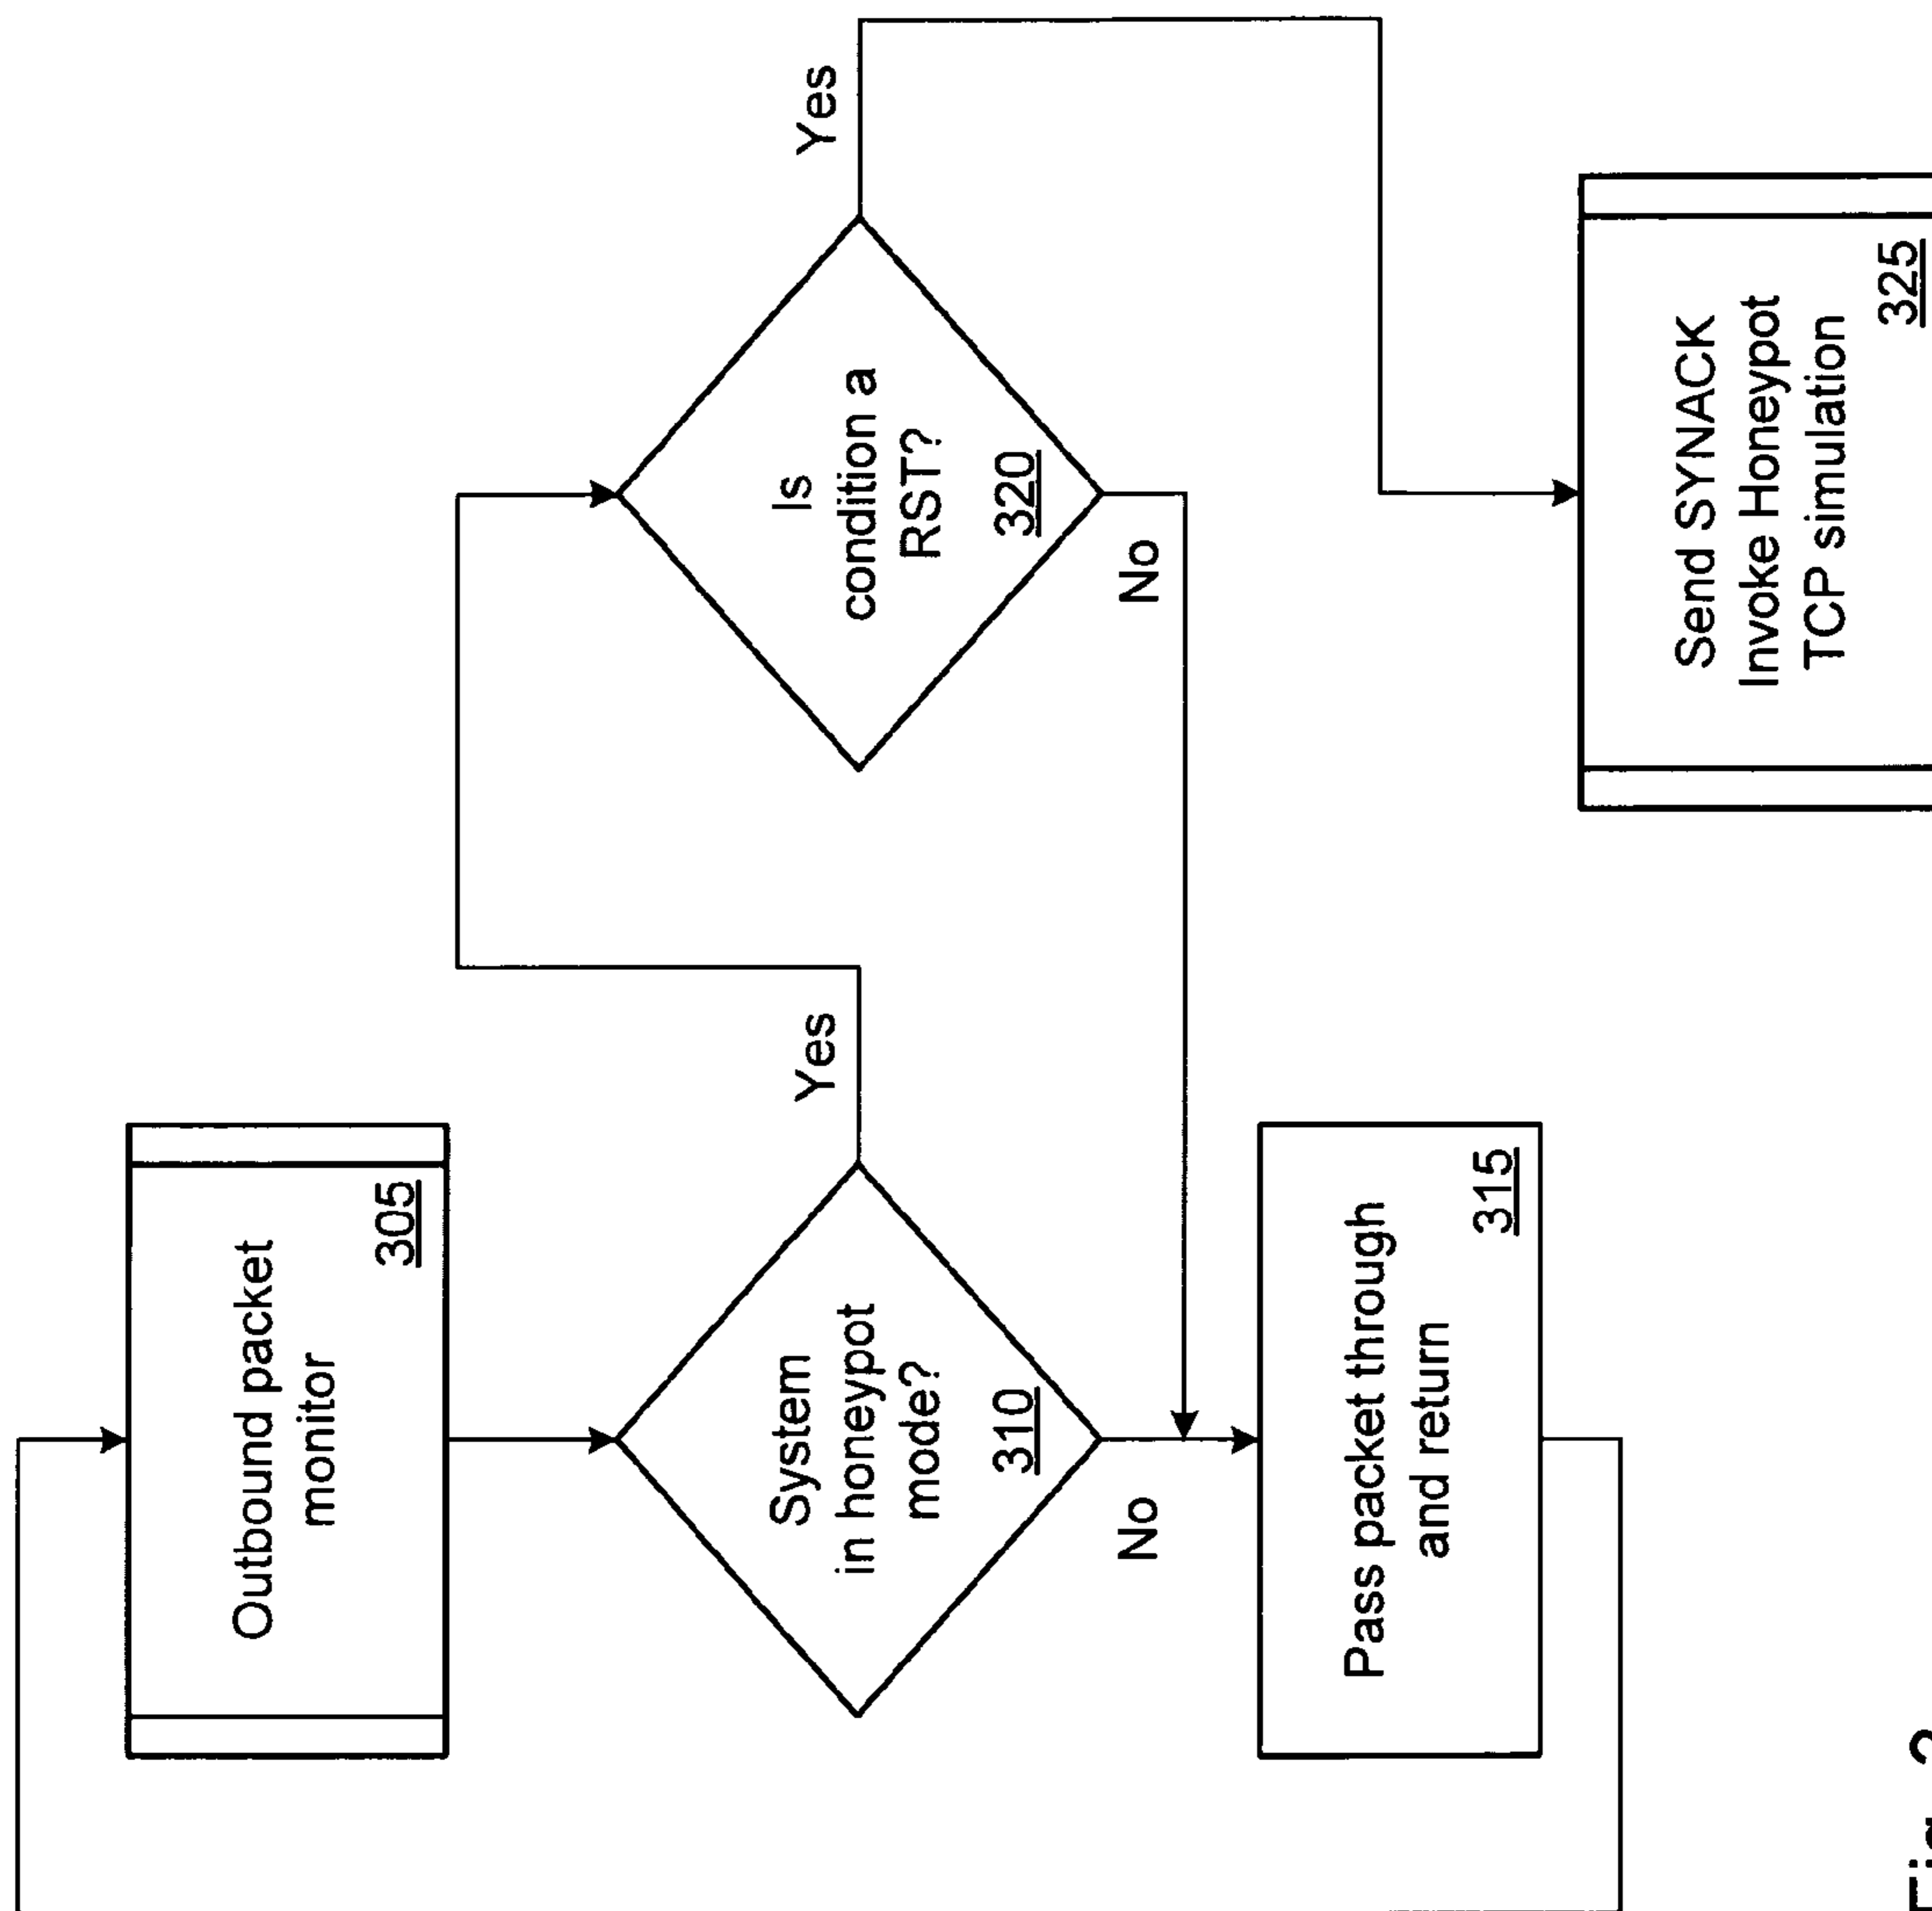 Outbound packet
monitor
305
System
in honeypot
mode?
310
Yes
No
Pass packet through
and return
315
Is
condition a
RST?
320
Yes
No
Send SYNACK
Invoke Honeypot
TCP simulation
325